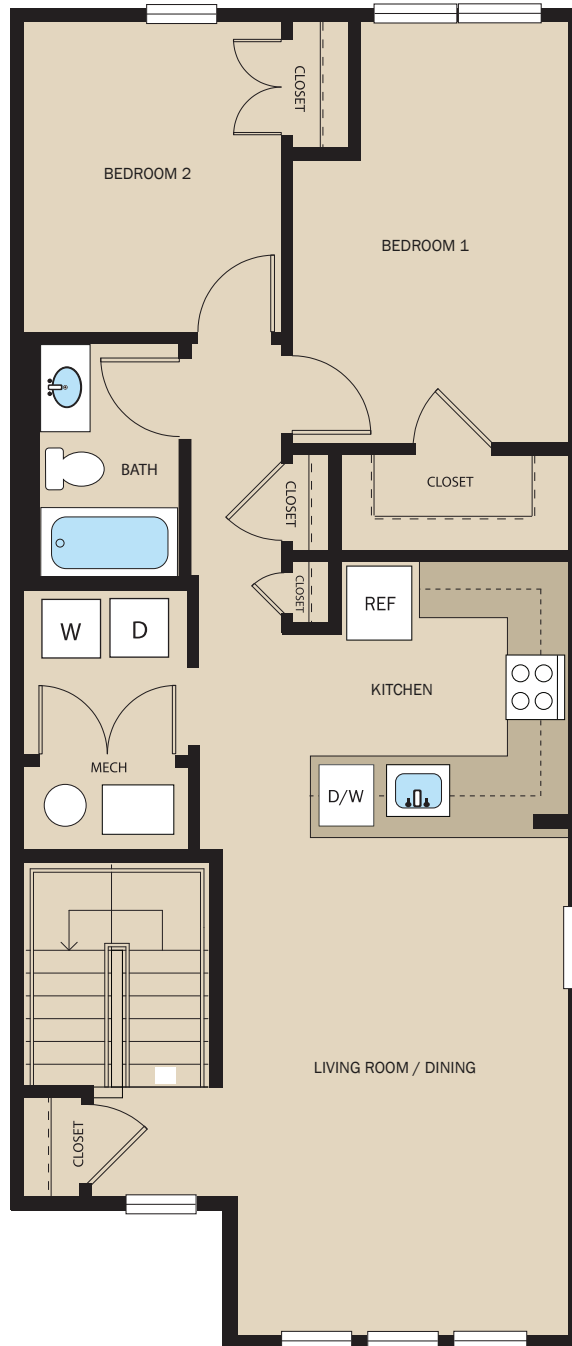 CLOSET
BEDROOM 2
BEDROOM 1
BATH
CLOSET
CLOSET
CLOSET
REF
W
D
KITCHEN
MECH
D/W
LIVING ROOM / DINING
CLOSET